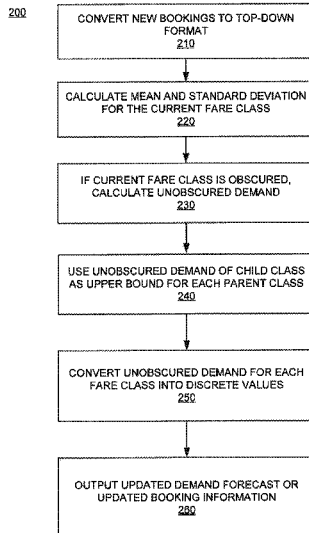 200
CONVERT NEW BOOKINGS TO TOP-DOWN
FORMAT
210
CALCULATE MEAN AND STANDARD DEVIATION
FOR THE CURRENT FARE CLASS
220
IF CURRENT FARE CLASS IS OBSCURED,
CALCULATE UNOBSCURED DEMAND
230
USE UNOBSCURED DEMAND OF CHILD CLASS
AS UPPER BOUND FOR EACH PARENT CLASS
240
CONVERT UNOBSCURED DEMAND FOR EACH
FARE CLASS INTO DISCRETE VALUES
250
OUTPUT UPDATED DEMAND FORECAST OR
UPDATED BOOKING INFORMATION
260